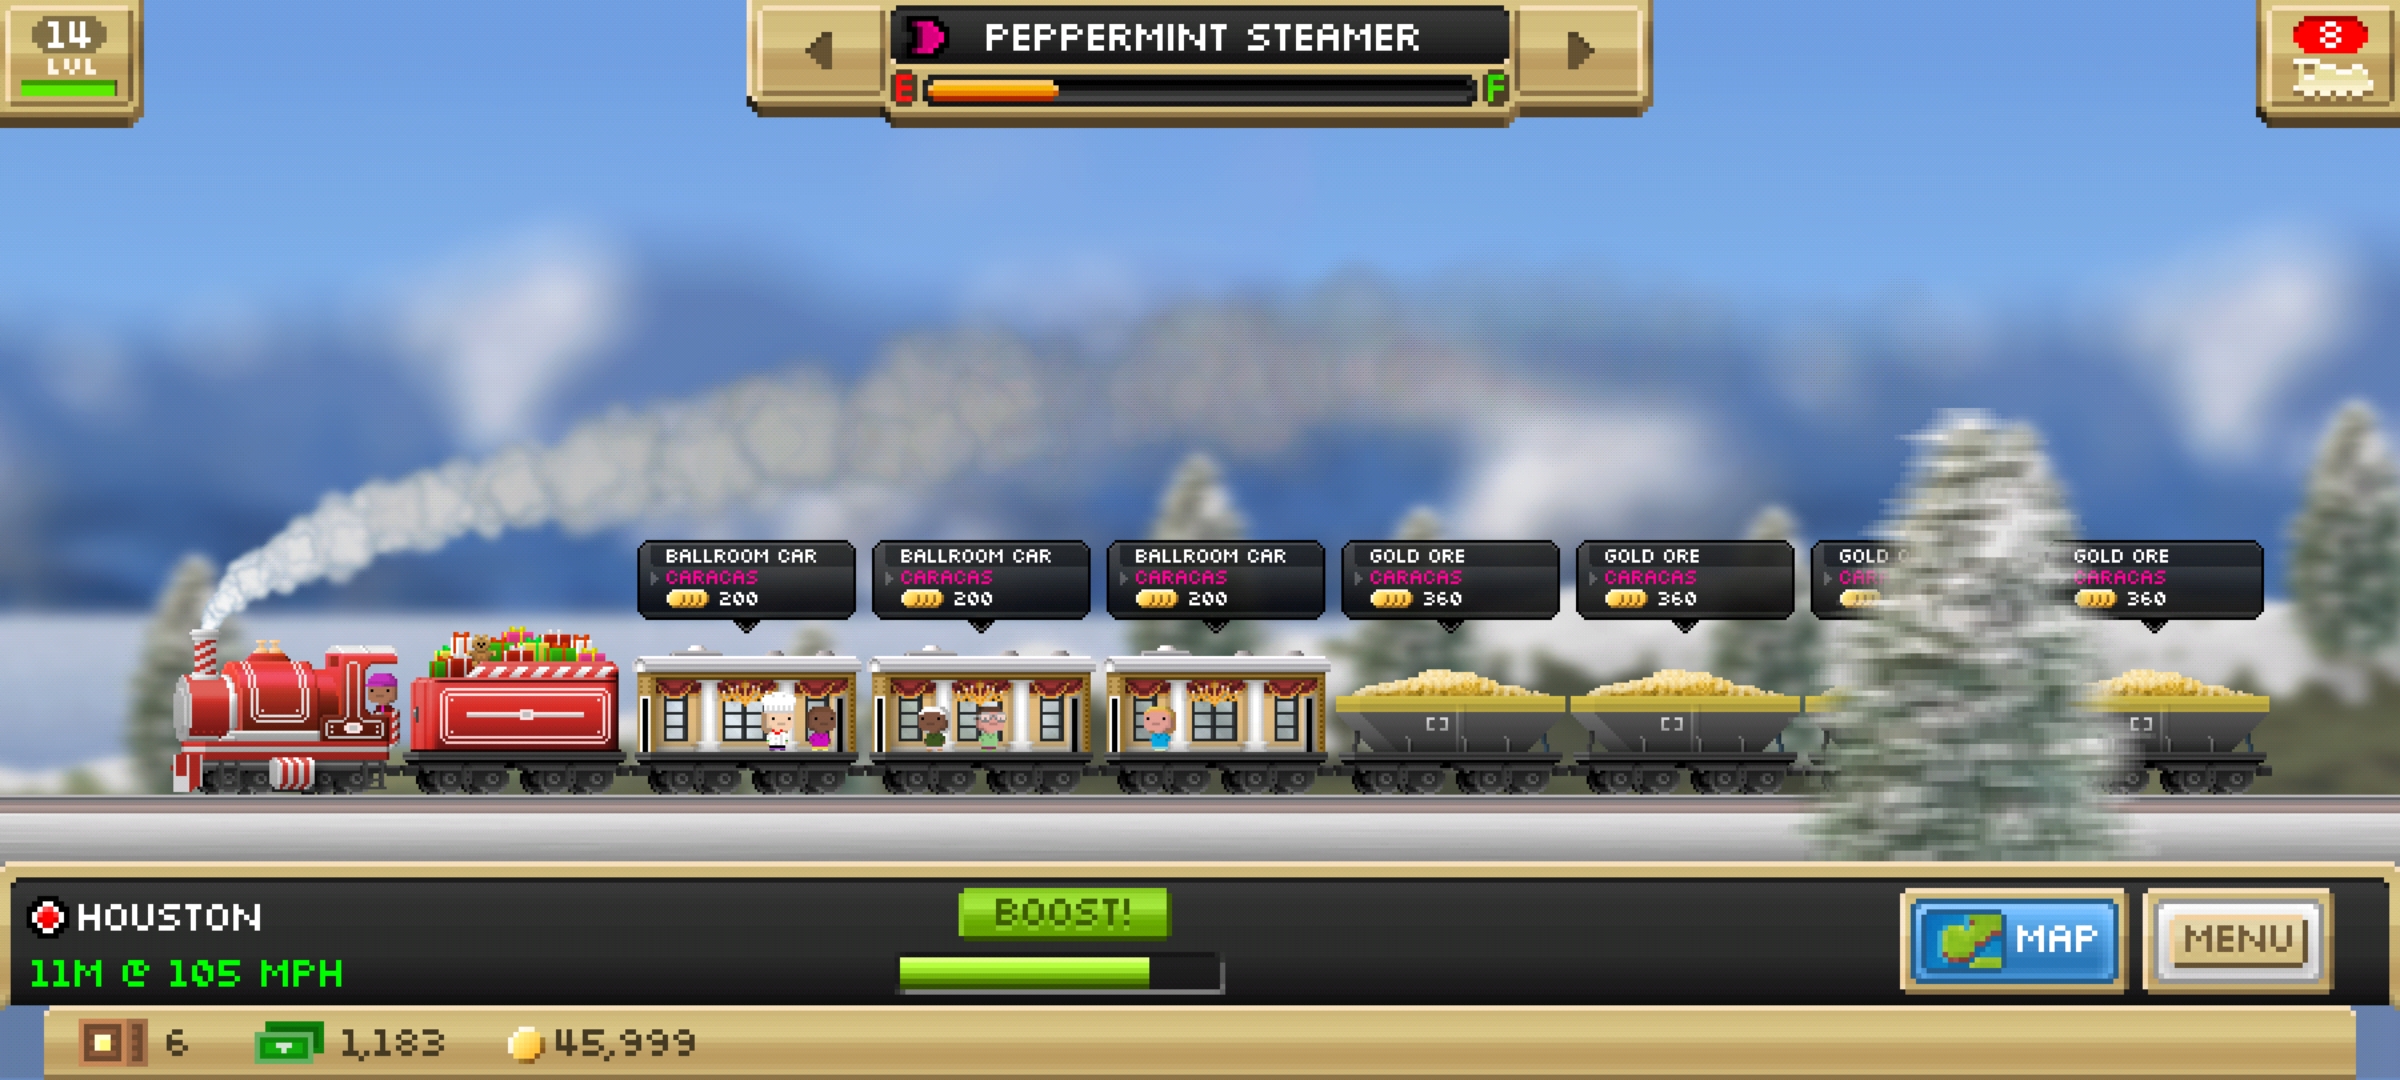 14
LVL
PEPPERMINT STEAMER
E F
8
BALLROOM CAR
CARACAS
200
BALLROOM CAR
CARACAS
200
BALLROOM CAR
CARACAS
200
GOLD ORE
CARACAS
360
GOLD ORE
CARACAS
360
GOLD
GOLD ORE
CARACAS
360
HOUSTON
11M @ 105 MPH
BOOST!
MAP
MENU
6
1,183
45,999